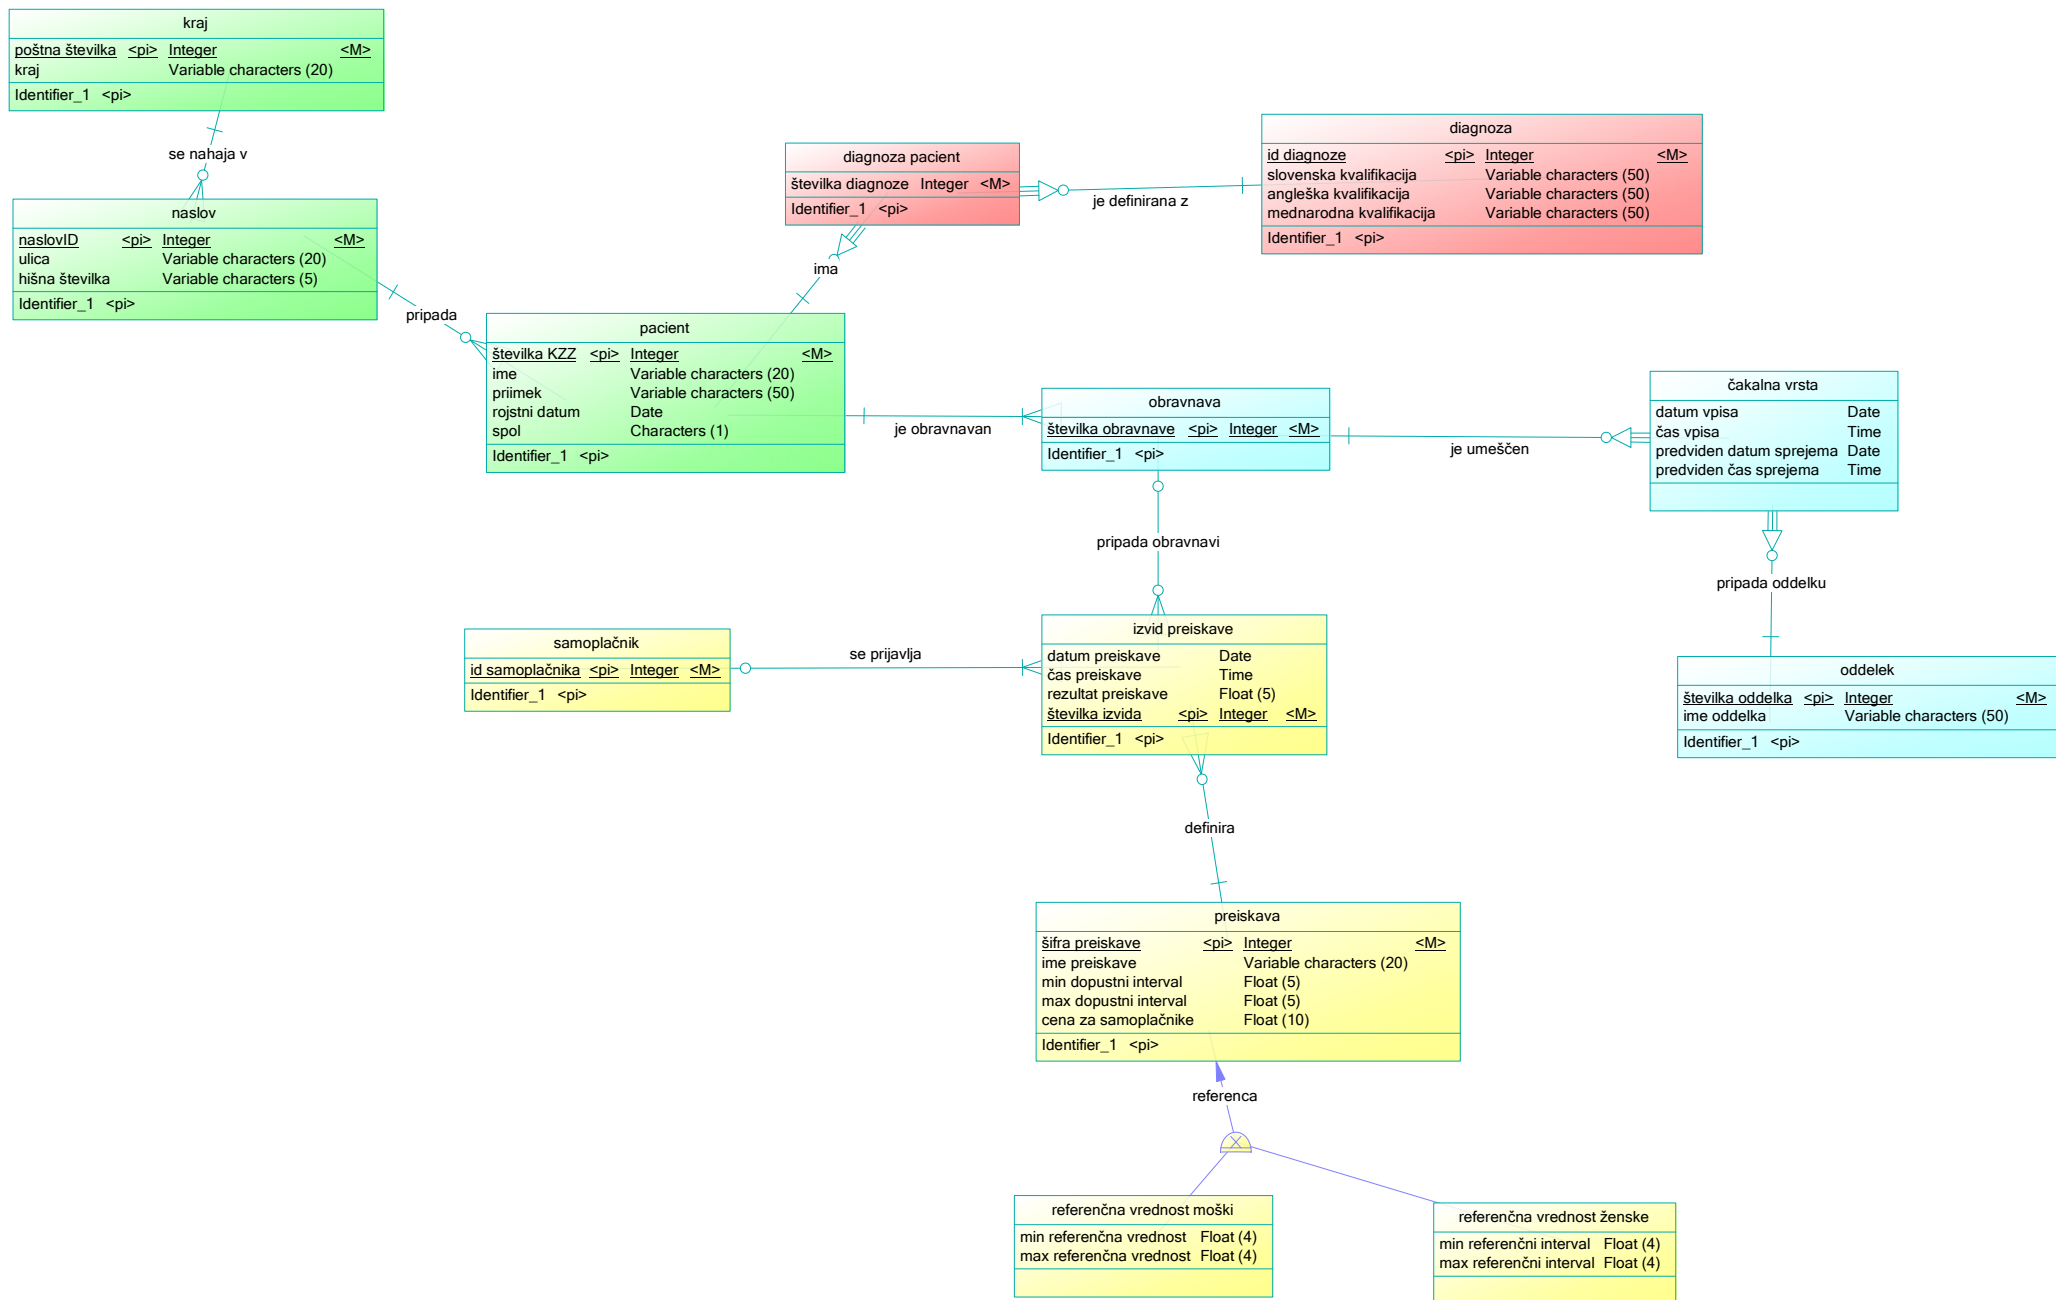 kraj
poštna številka <pi> Integer <M>
kraj Variable characters (20)
Identifier_1 <pi>
se nahaja v
naslov
naslovID <pi> Integer <M>
ulica Variable characters (20)
hišna številka Variable characters (5)
Identifier_1 <pi>
pripada
diagnoza pacient
številka diagnoze Integer <M>
Identifier_1 <pi>
je definirana z
diagnoza
id diagnoze <pi> Integer <M>
slovenska kvalifikacija Variable characters (50)
angleška kvalifikacija Variable characters (50)
mednarodna kvalifikacija Variable characters (50)
Identifier_1 <pi>
ima
pacient
številka KZZ <pi> Integer <M>
ime Variable characters (20)
priimek Variable characters (50)
rojstni datum Date
spol Characters (1)
Identifier_1 <pi>
je obravnavan
obravnava
številka obravnave <pi> Integer <M>
Identifier_1 <pi>
je umeščen
čakalna vrsta
datum vpisa Date
čas vpisa Time
predviden datum sprejema Date
predviden čas sprejema Time
pripada obravnavi
pripada oddelku
samoplačnik
id samoplačnika <pi> Integer <M>
Identifier_1 <pi>
se prijavlja
izvid preiskave
datum preiskave Date
čas preiskave Time
rezultat preiskave Float (5)
številka izvida <pi> Integer <M>
Identifier_1 <pi>
oddelek
številka oddelka <pi> Integer <M>
ime oddelka Variable characters (50)
Identifier_1 <pi>
definira
preiskava
šifra preiskave <pi> Integer <M>
ime preiskave Variable characters (20)
min dopustni interval Float (5)
max dopustni interval Float (5)
cena za samoplačnike Float (10)
Identifier_1 <pi>
referenca
referenčna vrednost moški
min referenčna vrednost Float (4)
max referenčna vrednost Float (4)
referenčna vrednost ženske
min referenčni interval Float (4)
max referenčni interval Float (4)